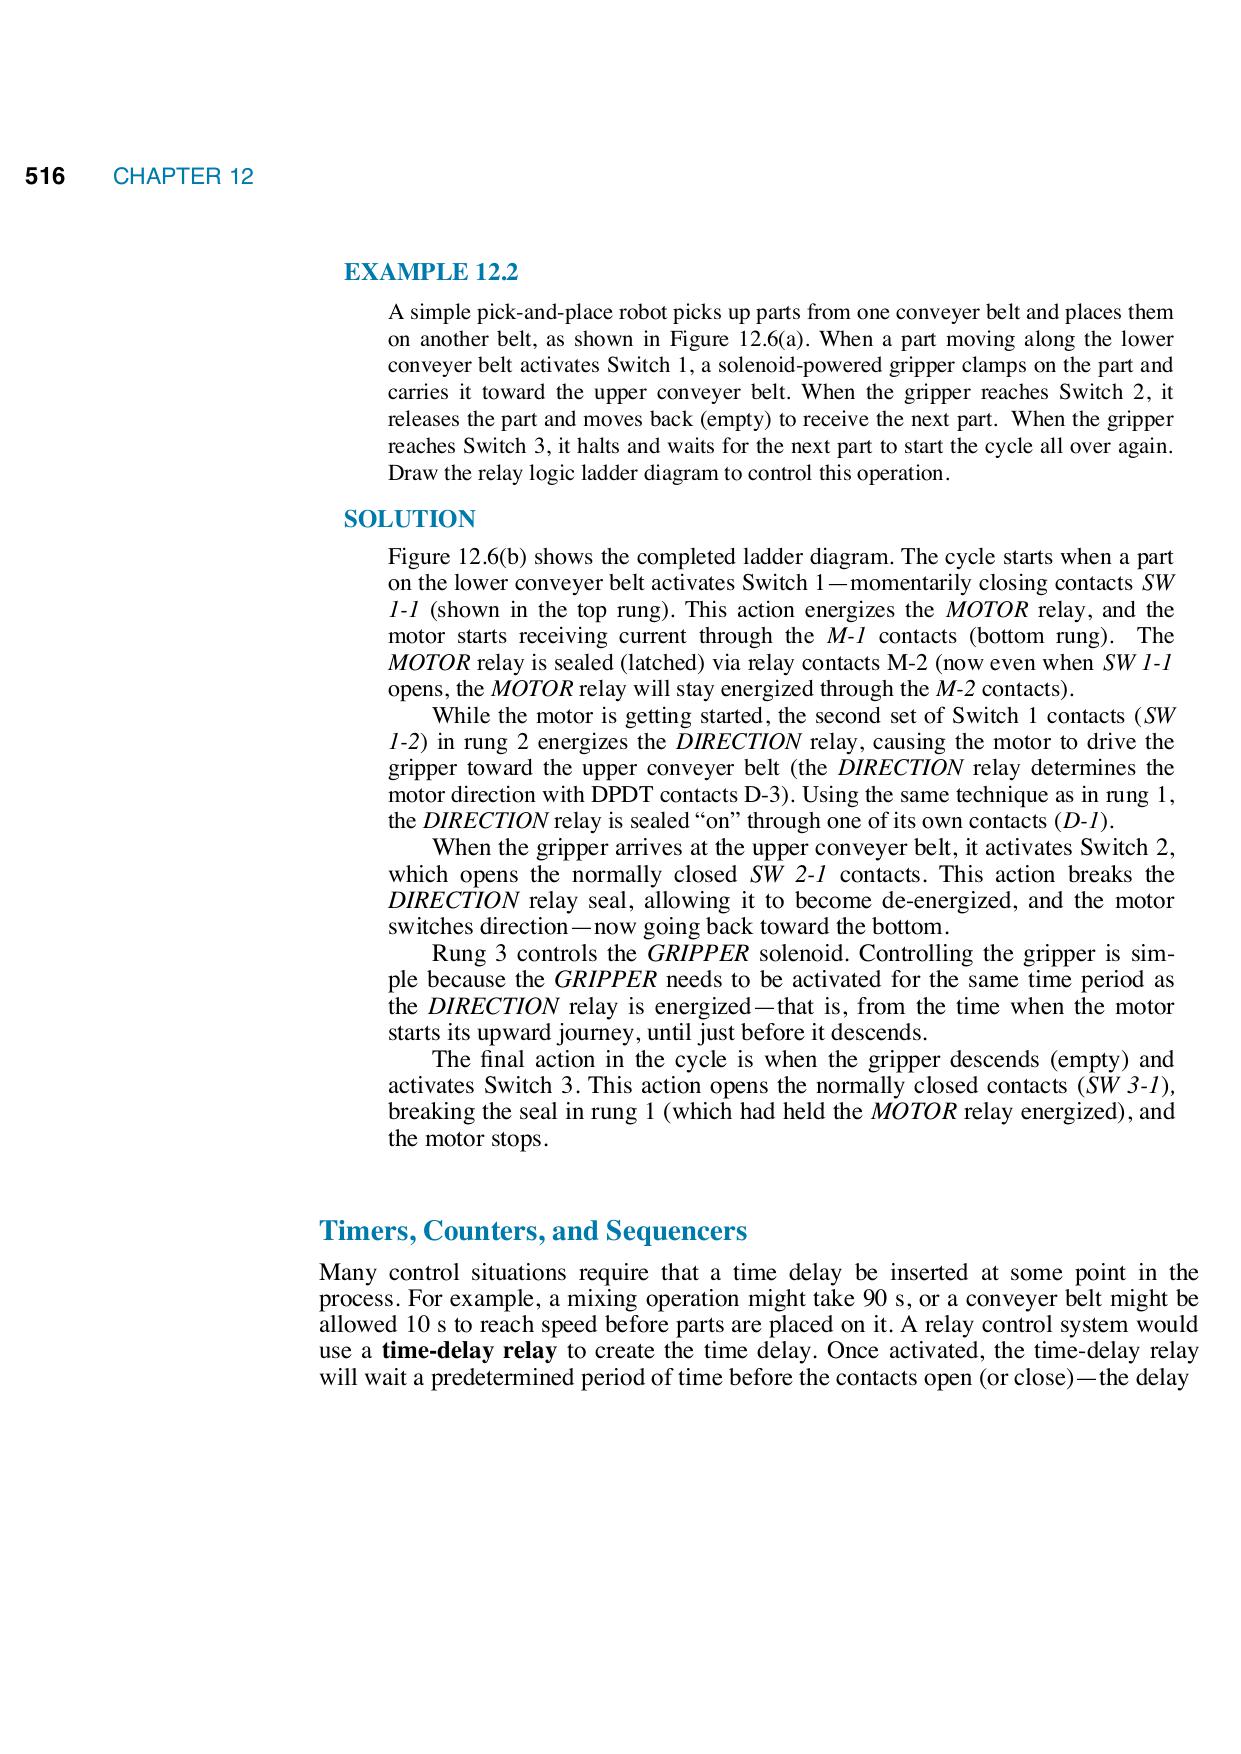 516 CHAPTER 12
EXAMPLE 12.2
A simple pick-and-place robot picks up parts from one conveyer belt and places them
on another belt, as shown in Figure 12.6(a). When a part moving along the lower
conveyer belt activates Switch 1, a solenoid-powered gripper clamps on the part and
carries it toward the upper conveyer belt. When the gripper reaches Switch 2, it
releases the part and moves back (empty) to receive the next part. When the gripper
reaches Switch 3, it halts and waits for the next part to start the cycle all over again.
Draw the relay logic ladder diagram to control this operation.
SOLUTION
Figure 12.6(b) shows the completed ladder diagram. The cycle starts when a part
on the lower conveyer belt activates Switch 1—momentarily closing contacts SW
1-1 (shown in the top rung). This action energizes the MOTOR relay, and the
motor starts receiving current through the M-1 contacts (bottom rung). The
MOTOR relay is sealed (latched) via relay contacts M-2 (now even when SW 1-1
opens, the MOTOR relay will stay energized through the M-2 contacts).
While the motor is getting started, the second set of Switch 1 contacts (SW
1-2) in rung 2 energizes the DIRECTION relay, causing the motor to drive the
gripper toward the upper conveyer belt (the DIRECTION relay determines the
motor direction with DPDT contacts D-3). Using the same technique as in rung 1,
the DIRECTION relay is sealed “on” through one of its own contacts (D-1).
When the gripper arrives at the upper conveyer belt, it activates Switch 2,
which opens the normally closed SW 2-1 contacts. This action breaks the
DIRECTION relay seal, allowing it to become de-energized, and the motor
switches direction—now going back toward the bottom.
Rung 3 controls the GRIPPER solenoid. Controlling the gripper is sim-
ple because the GRIPPER needs to be activated for the same time period as
the DIRECTION relay is energized—that is, from the time when the motor
starts its upward journey, until just before it descends.
The final action in the cycle is when the gripper descends (empty) and
activates Switch 3. This action opens the normally closed contacts (SW 3-1),
breaking the seal in rung 1 (which had held the MOTOR relay energized), and
the motor stops.
Timers, Counters, and Sequencers
Many control situations require that a time delay be inserted at some point in the
process. For example, a mixing operation might take 90 s, or a conveyer belt might be
allowed 10 s to reach speed before parts are placed on it. A relay control system would
use a time-delay relay to create the time delay. Once activated, the time-delay relay
will wait a predetermined period of time before the contacts open (or close)—the delay